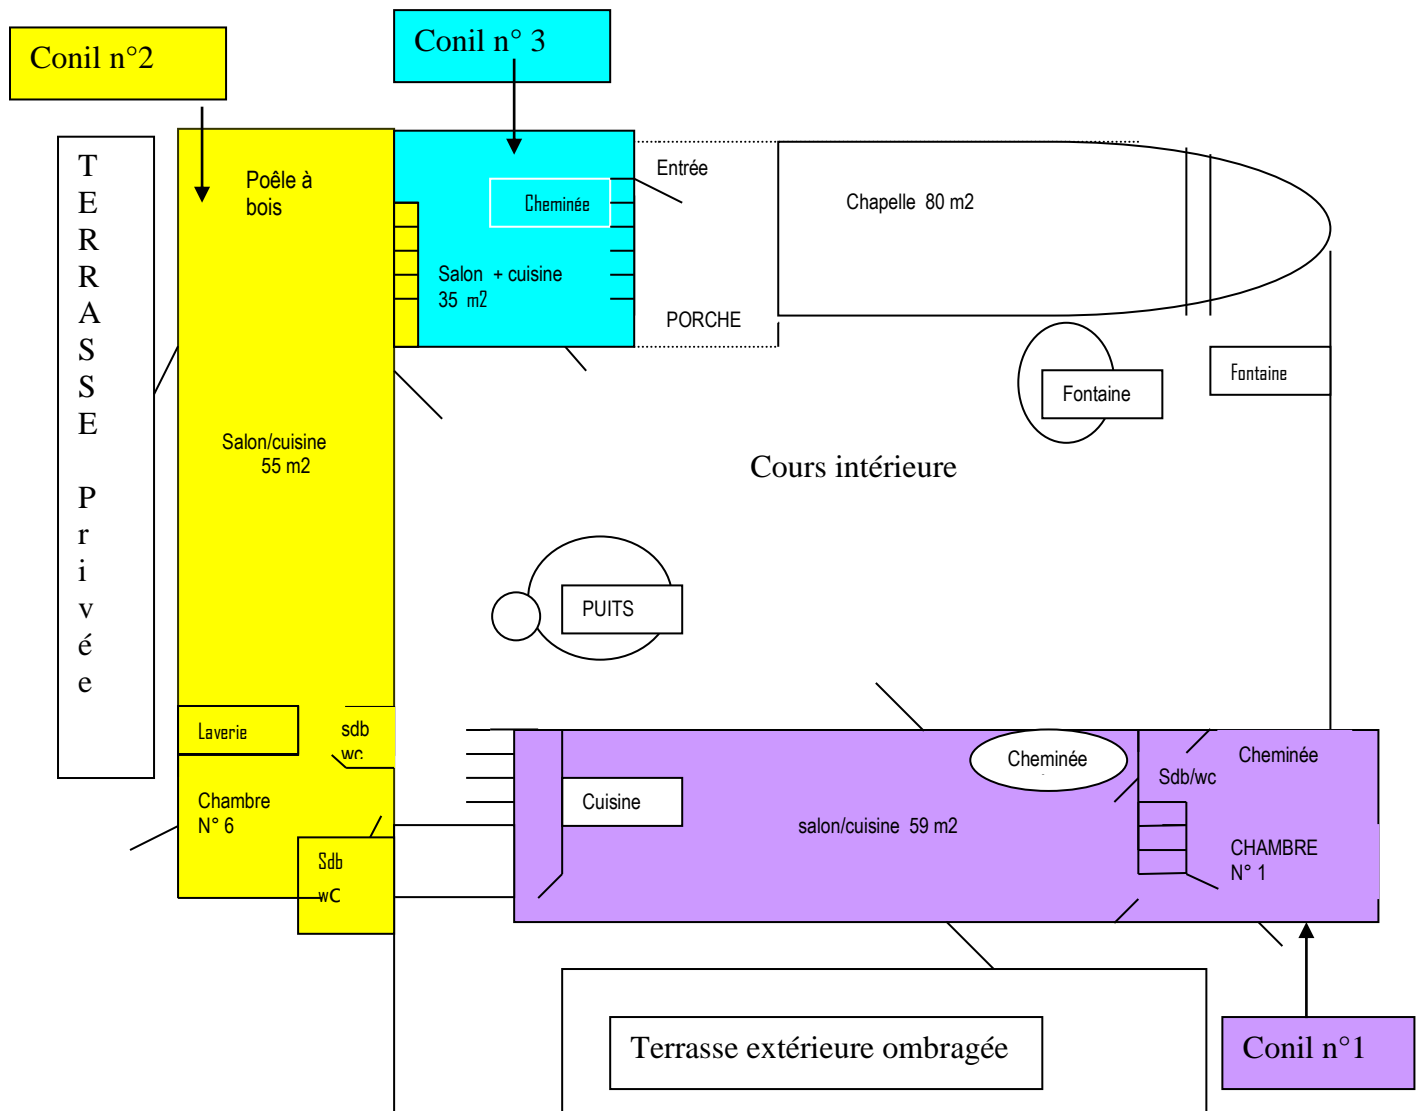 Conil n°2
Conil n° 3
T
E
R
R
A
S
S
E
P
r
i
v
é
e
Poêle à
bois
Cheminée
Salon + cuisine
35 m2
Entrée
PORCHE
Chapelle 80 m2
Fontaine
Fontaine
Salon/cuisine
55 m2
Cours intérieure
PUITS
Laverie
sdb
wc
Chambre
N° 6
Sdb
wC
Cuisine
Cheminée
salon/cuisine 59 m2
Sdb/wc
Cheminée
CHAMBRE
N° 1
Terrasse extérieure ombragée
Conil n°1